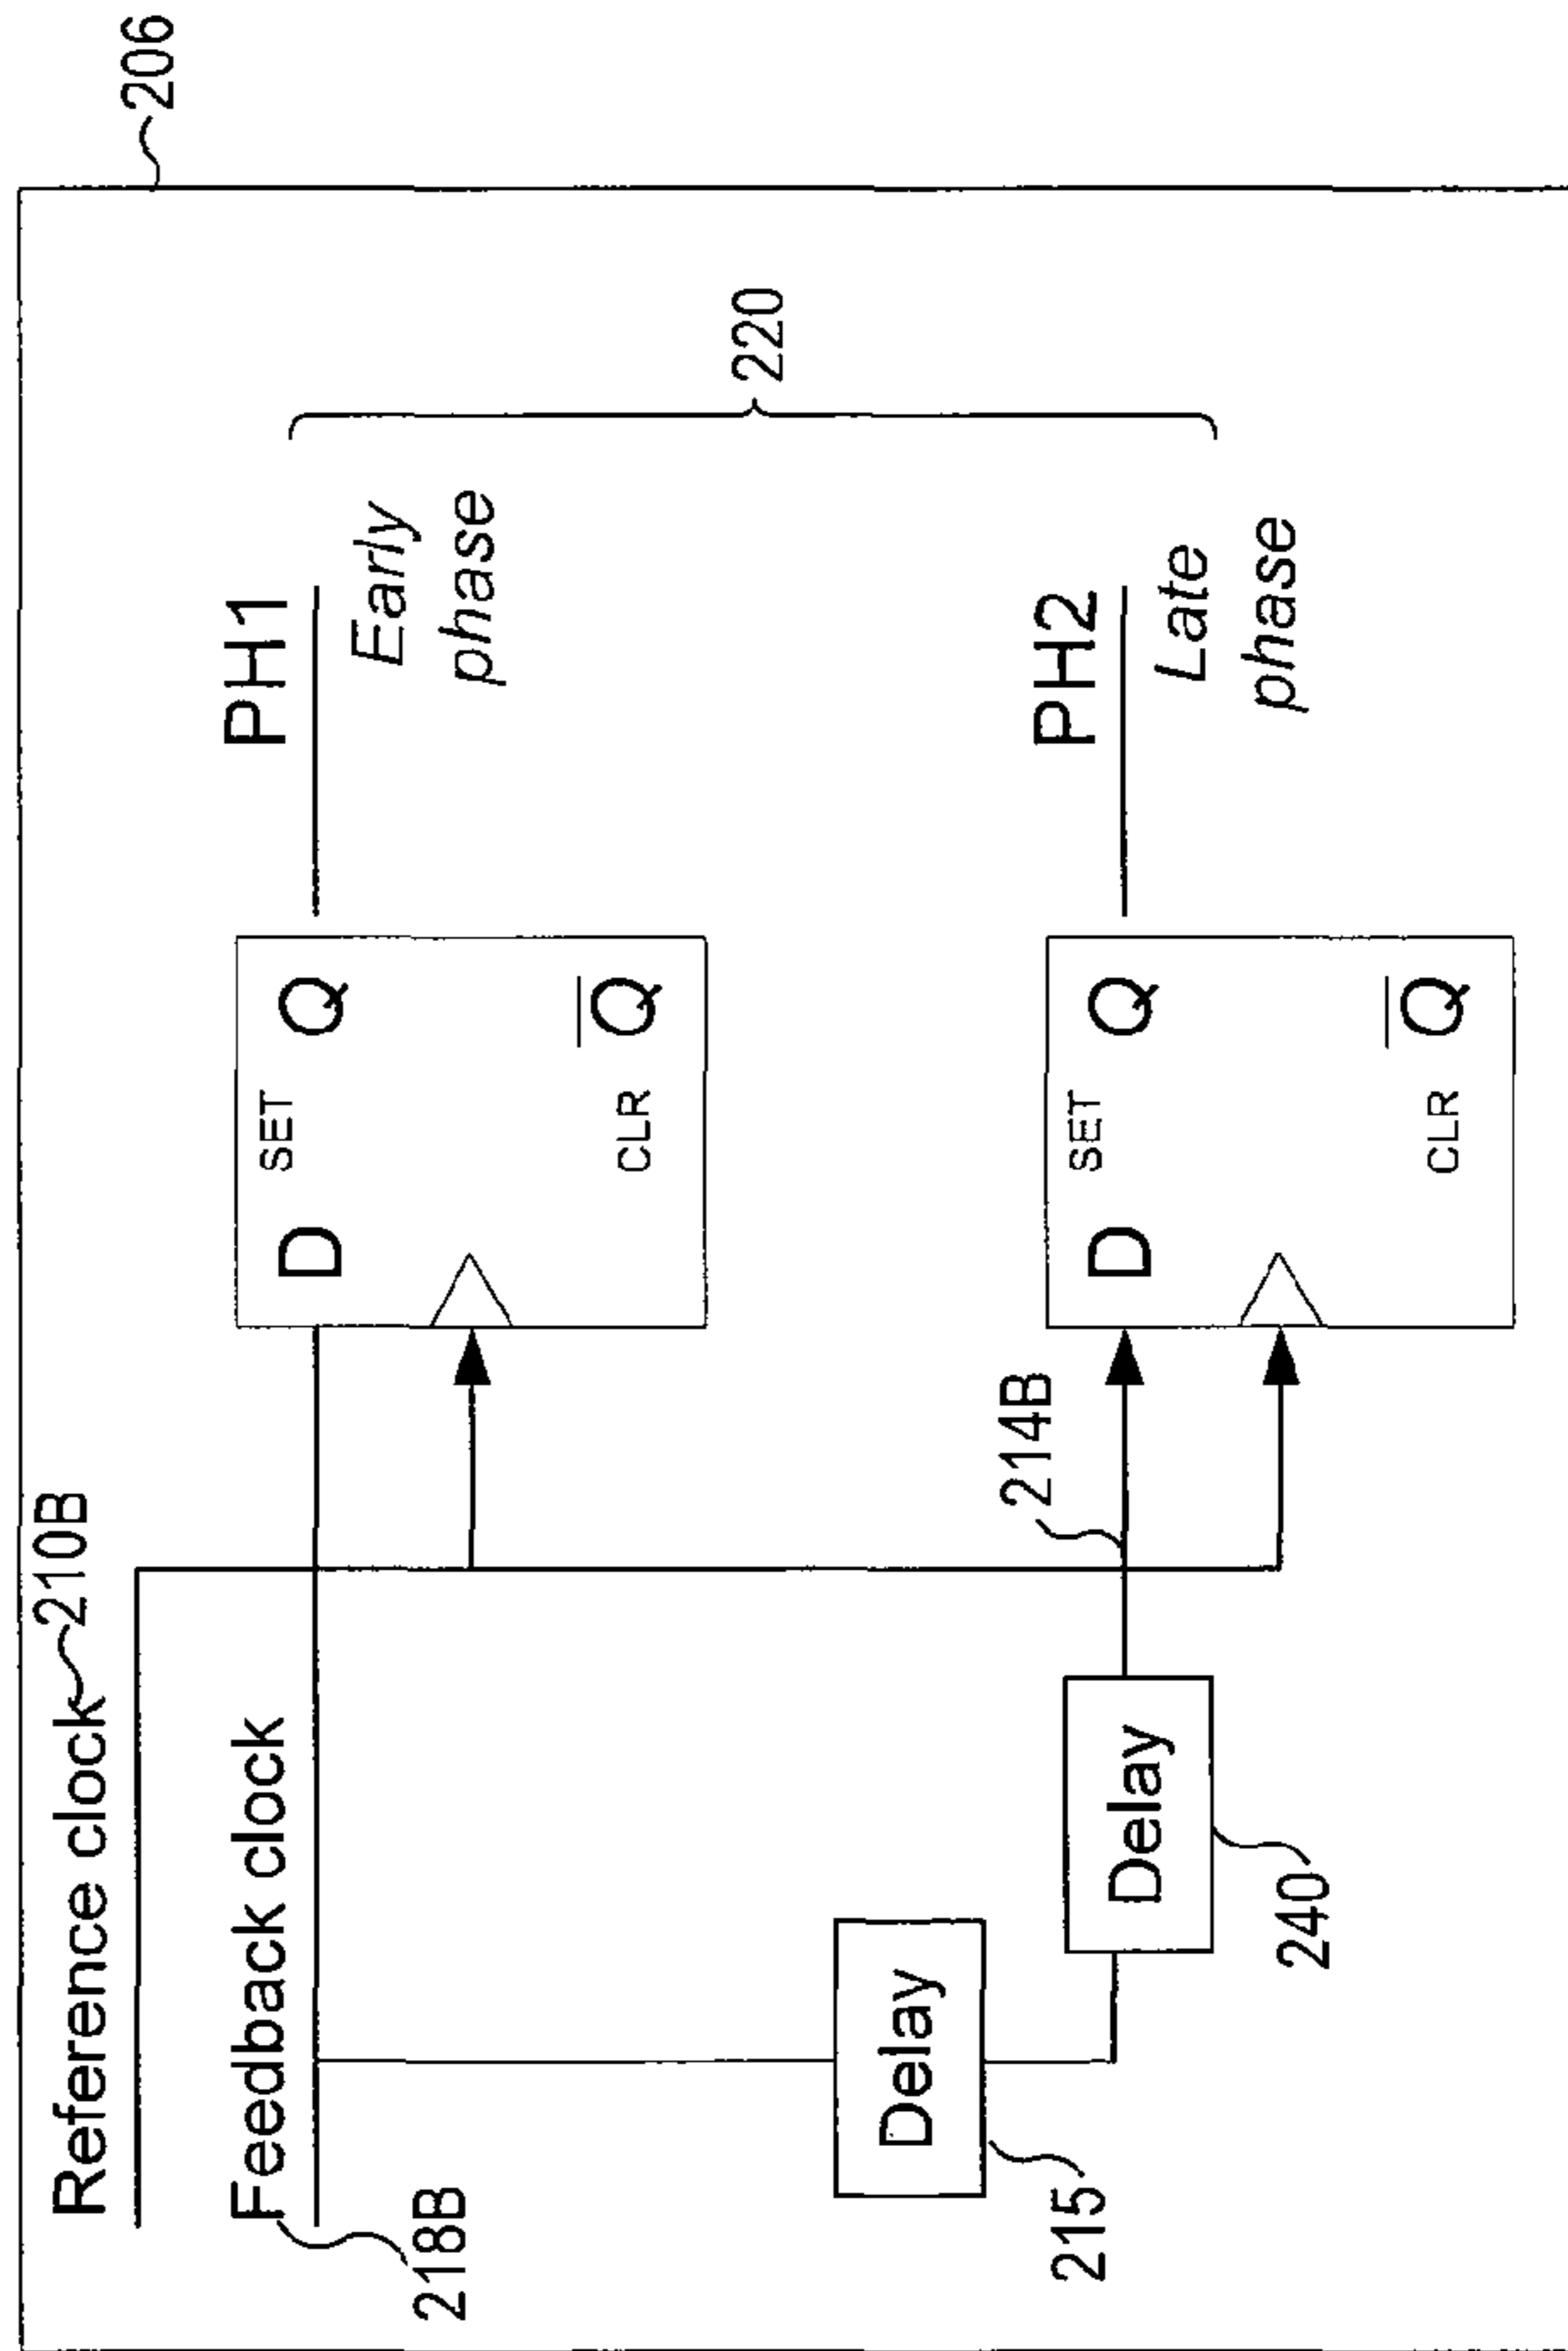 206
Reference clock
210B
Feedback clock
218B
D
SET
Q
CLR
Q
PH1
Early
phase
220
Delay
215
Delay
240
214B
D
SET
Q
CLR
Q
PH2
Late
phase